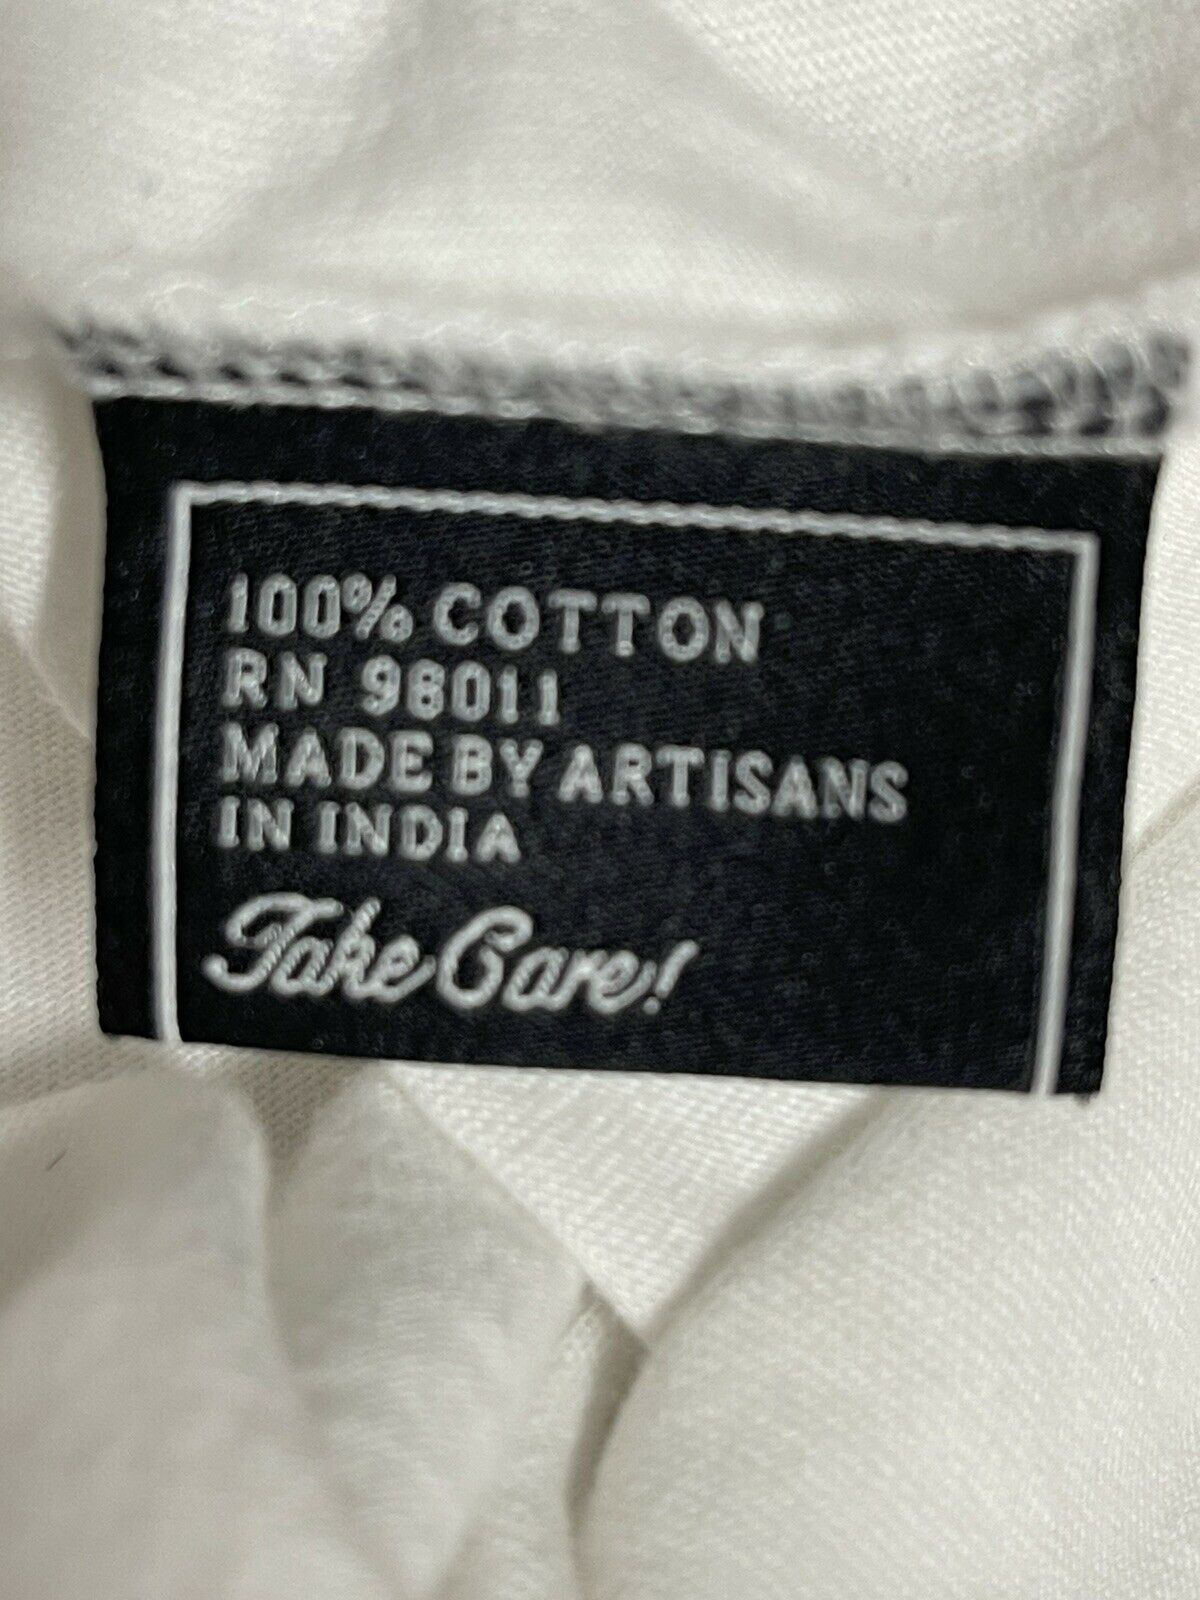 100% COTTON
RN 98011
MADE BY ARTISANS
IN INDIA
Take Care!